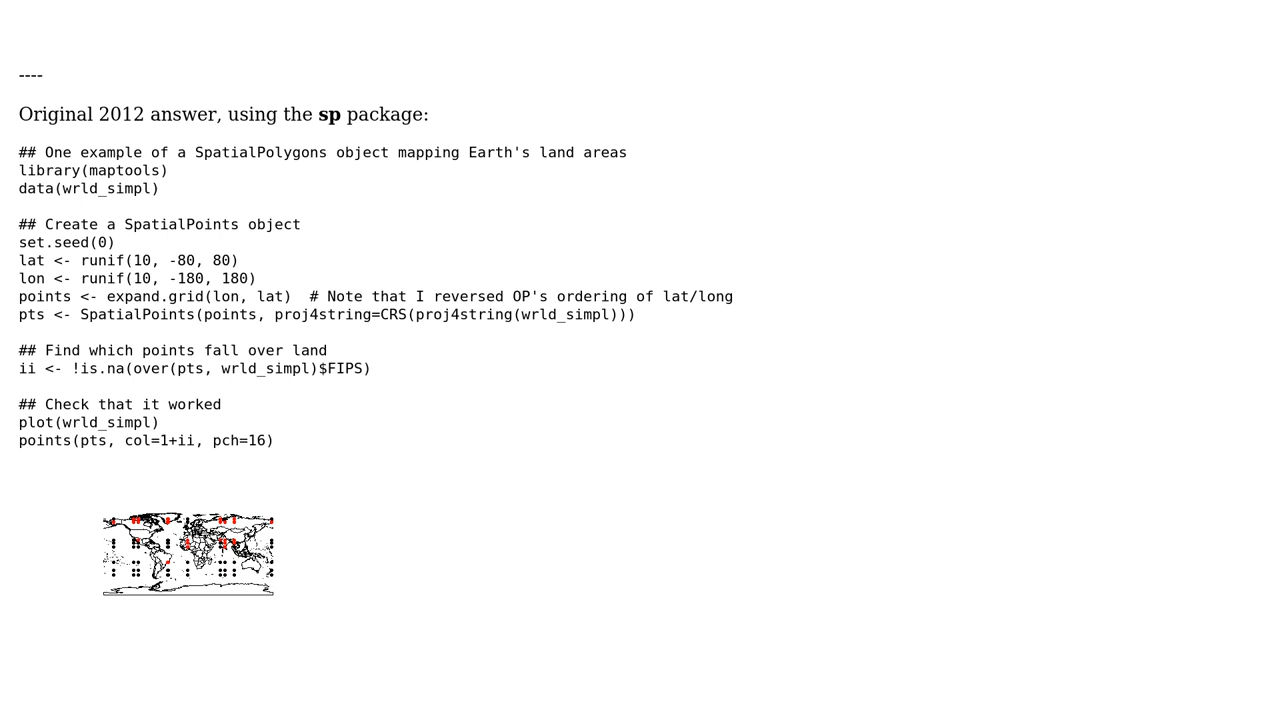 ----
Original 2012 answer, using the sp package:
## One example of a SpatialPolygons object mapping Earth's land areas
library(maptools)
data(wrld_simpl)
## Create a SpatialPoints object
set.seed(0)
lat <- runif(10, -80, 80)
lon <- runif(10, -180, 180)
points <- expand.grid(lon, lat)  # Note that I reversed OP's ordering of lat/long
pts <- SpatialPoints(points, proj4string=CRS(proj4string(wrld_simpl)))
## Find which points fall over land
ii <- !is.na(over(pts, wrld_simpl)$FIPS)
## Check that it worked
plot(wrld_simpl)
points(pts, col=1+ii, pch=16)